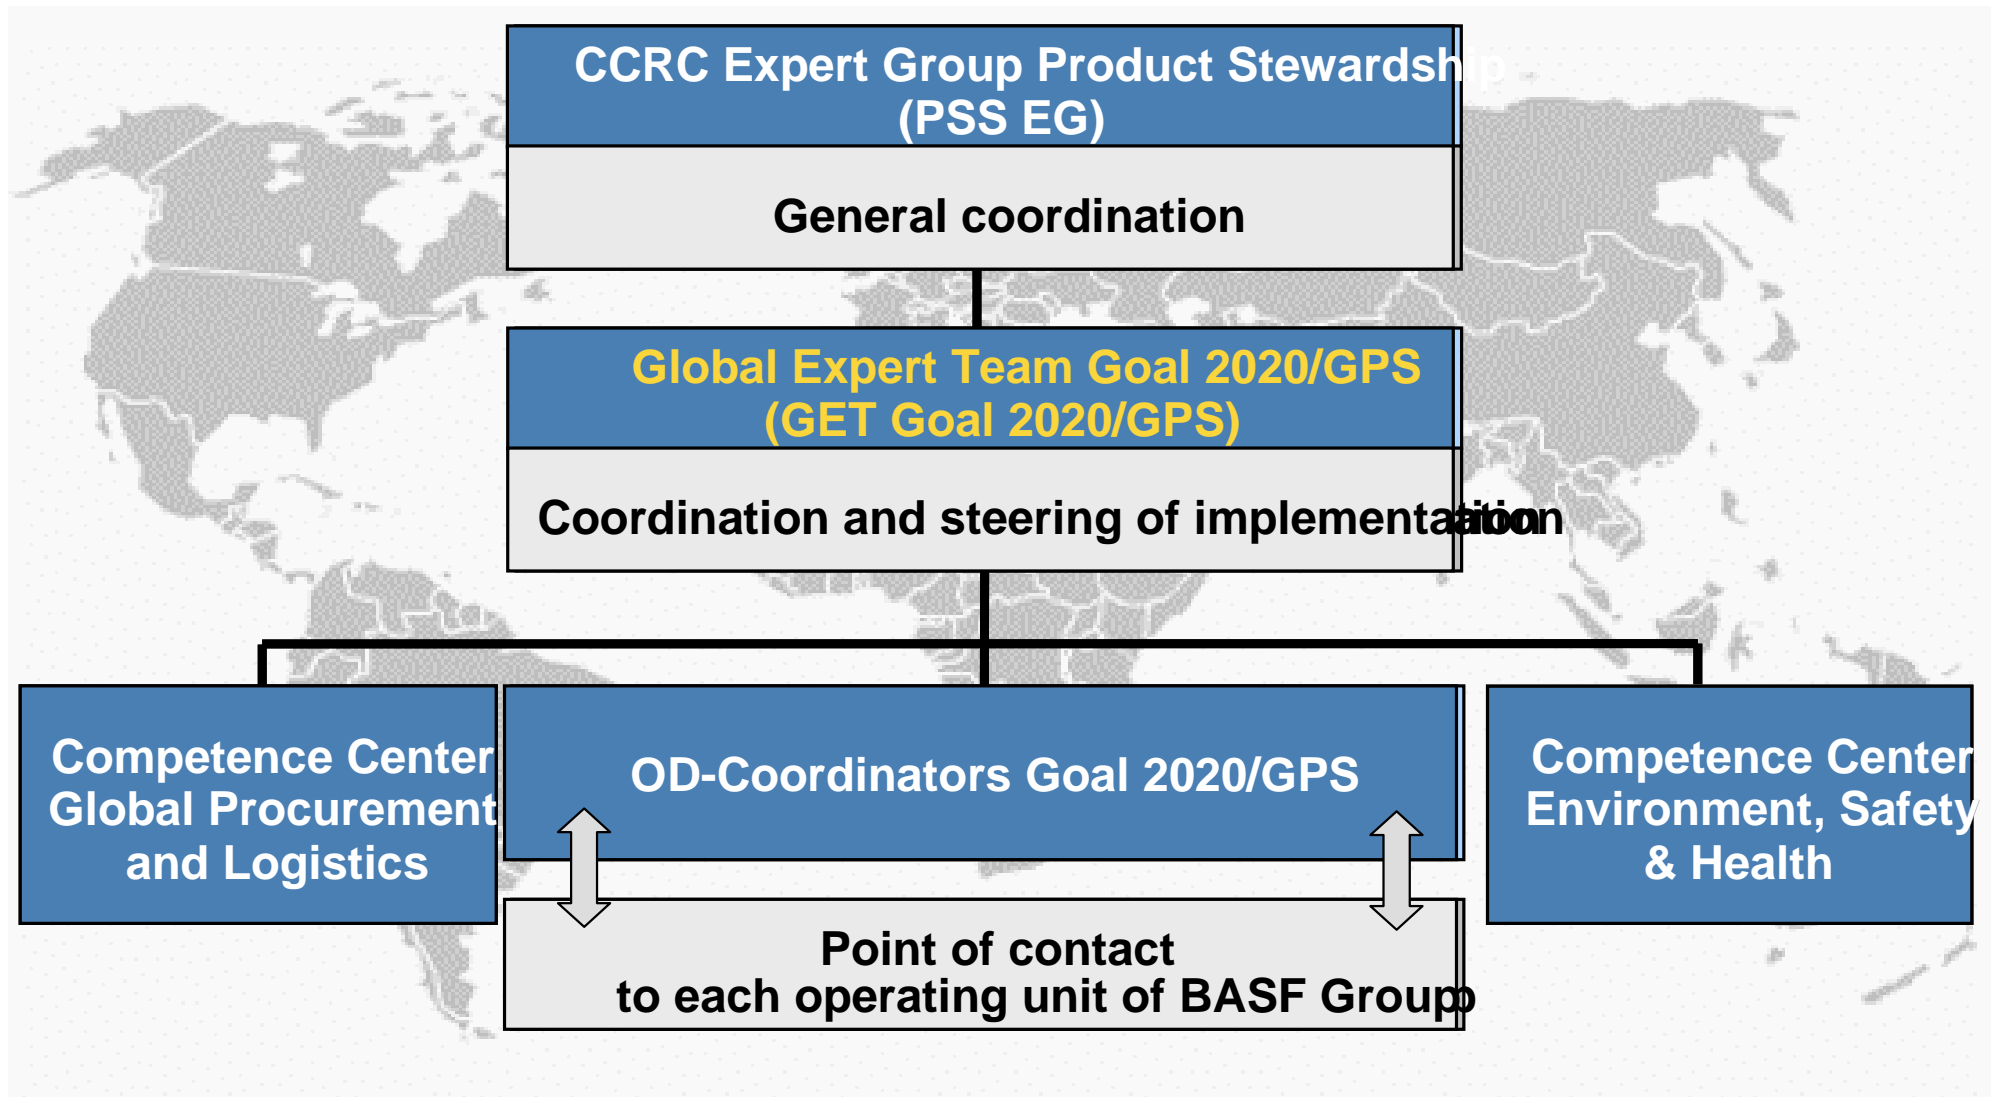 CCRC Expert Group Product Stewardship
(PSS EG)
General coordination
Global Expert Team Goal 2020/GPS
(GET Goal 2020/GPS)
Coordination and steering of implementation
Competence Center
Global Procurement
and Logistics
OD-Coordinators Goal 2020/GPS
Competence Center
Environment, Safety
& Health
Point of contact
to each operating unit of BASF Group